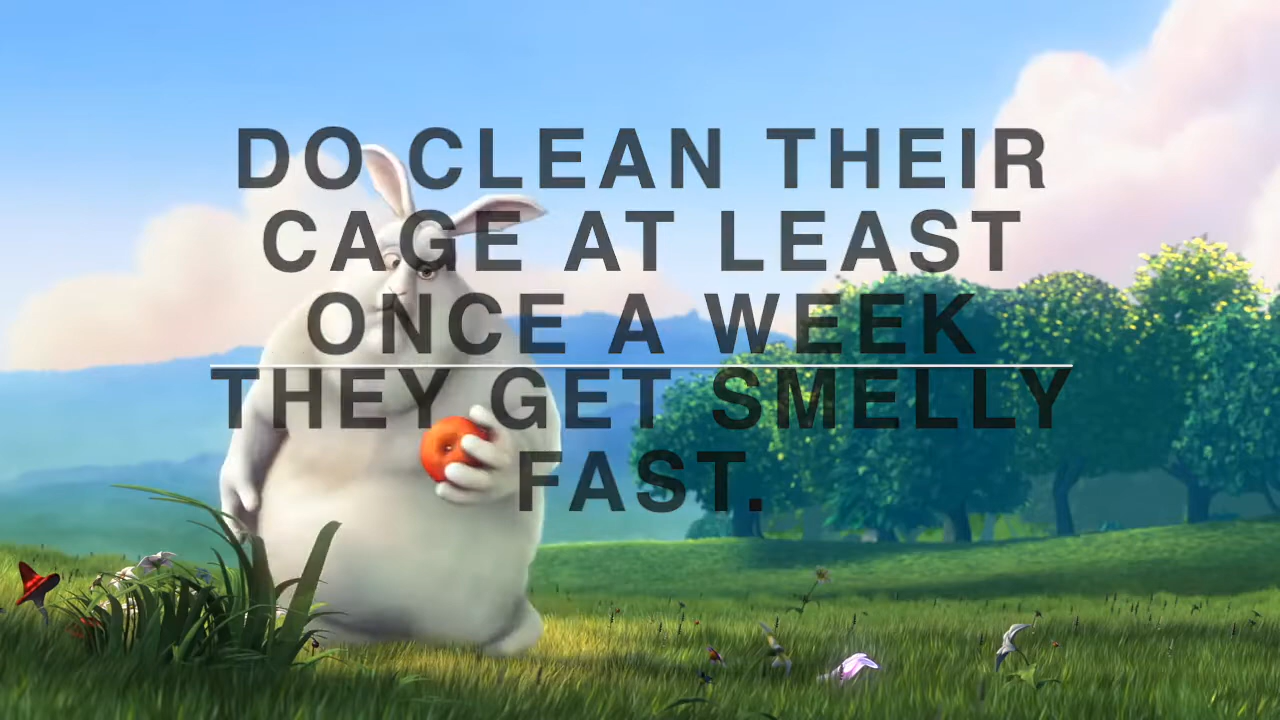 DO CLEAN THEIR
CAGE AT LEAST
ONCE A WEEK
THEY GET SMELLY
FAST.